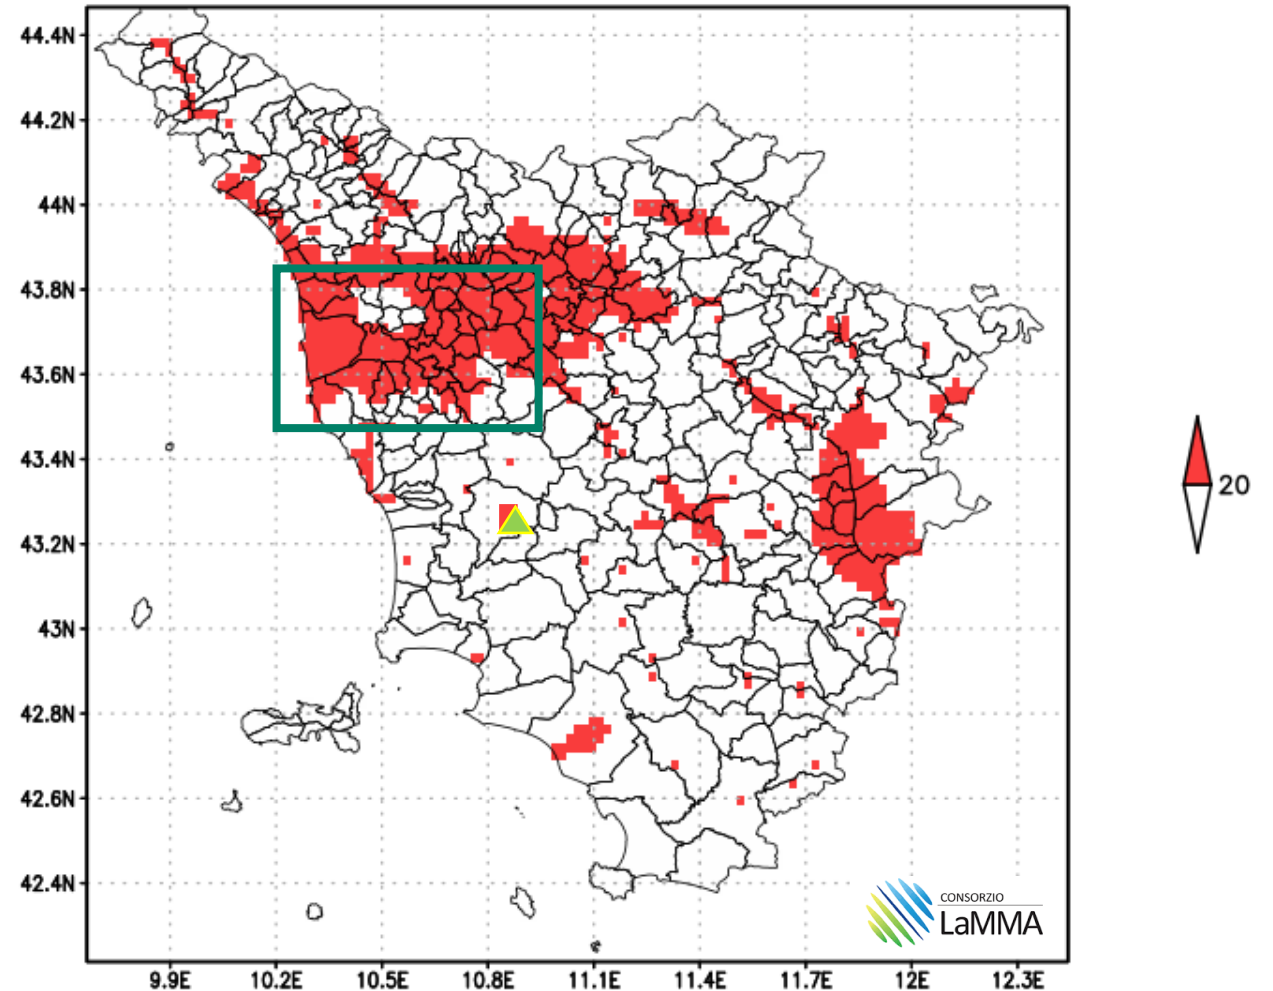 44.4N
44.2N
44N
43.8N
43.6N
43.4N
43.2N
43N
42.8N
42.6N
42.4N
20
CONSORZIO
LaMMA
9.9E 10.2E 10.5E 10.8E 11.1E 11.4E 11.7E 12E 12.3E